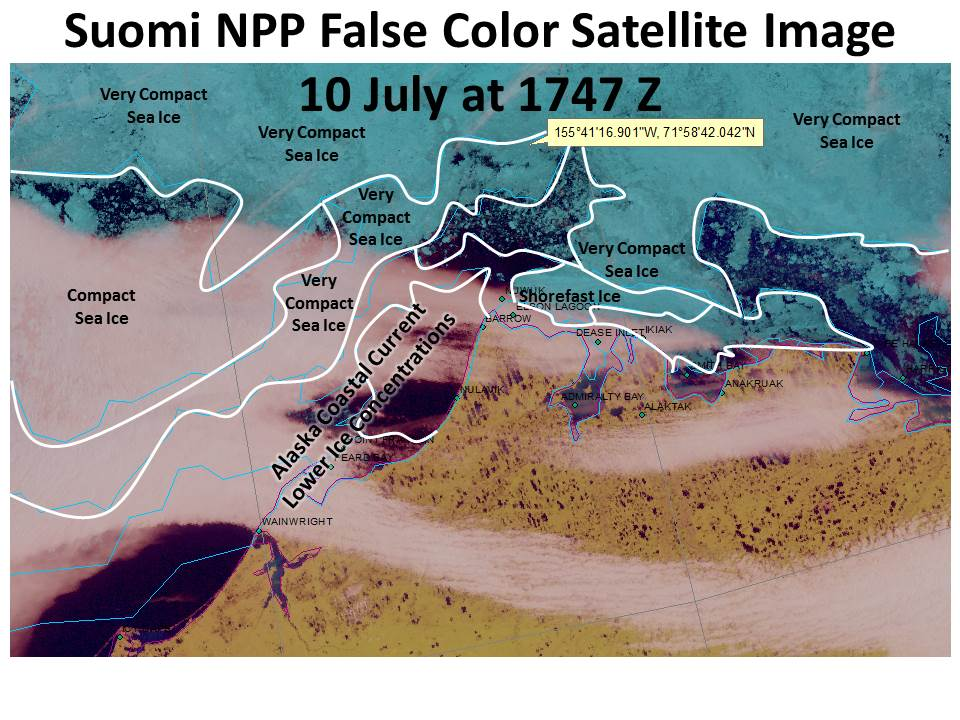 Suomi NPP False Color Satellite Image
10 July at 1747 Z
Very Compact
Sea Ice
Very Compact
Sea Ice
155°41'16.901"W, 71°58'42.042"N
Very Compact
Sea Ice
Very
Compact
Sea Ice
Very Compact
Sea Ice
Compact
Sea Ice
Very
Compact
Sea Ice
Shorefast Ice
BARROW
DEASE INLET
Alaska Coastal Current
Lower Ice Concentrations
ANAKRUAK
ADMIRALTY BAY
ALAKTAK
WAINWRIGHT